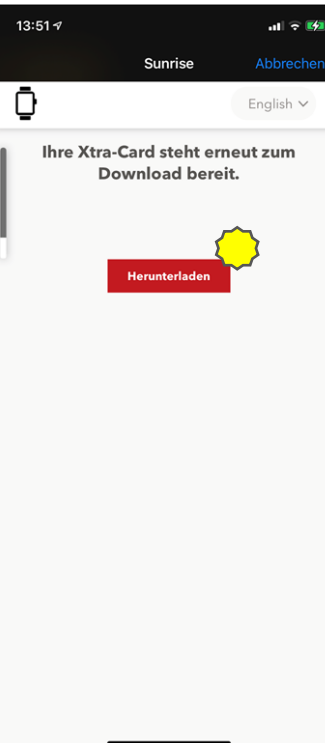 13:51
Sunrise
Abbrechen
English
Ihre Xtra-Card steht erneut zum
Download bereit.
Herunterladen